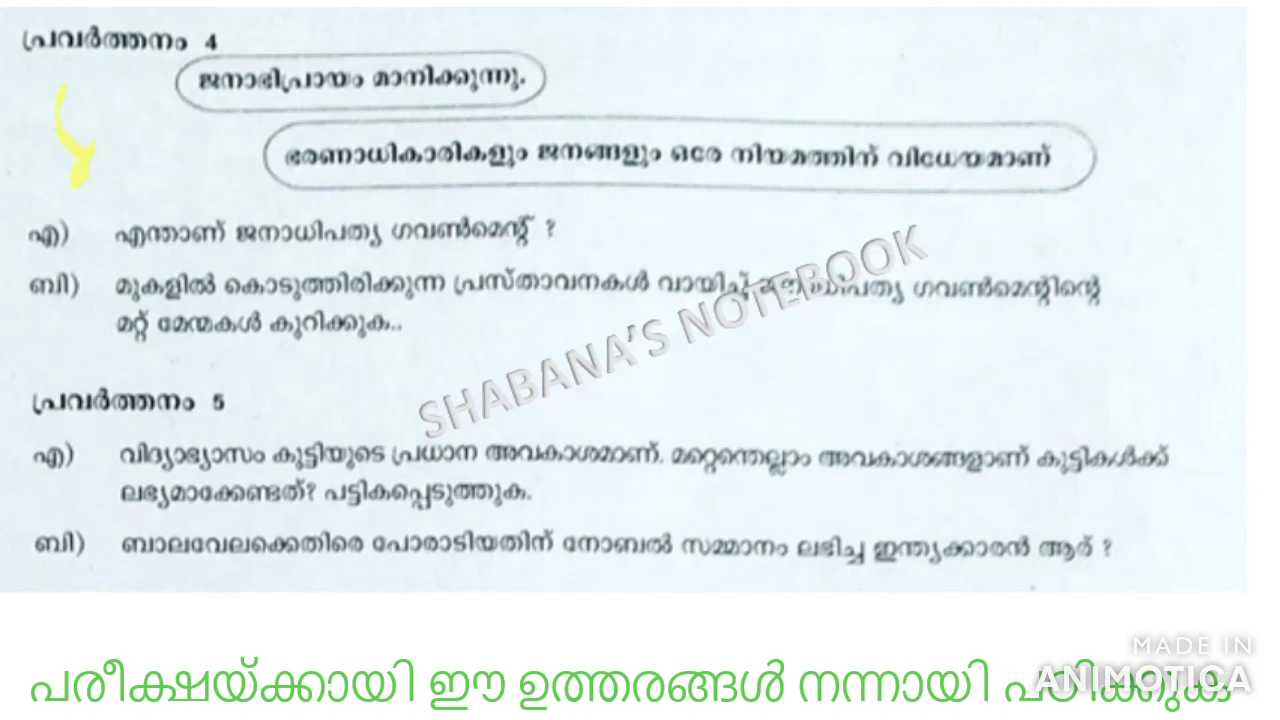 പ്രവർത്തനം 4
ജനാഭിപ്രായം മാനിക്കുന്നു.
ഭരണാധികാരികളും ജനങ്ങളും ഒരേ നിയമത്തിന് വിധേയമാണ്
എ) എന്താണ് ജനാധിപത്യ ഗവൺമെന്റ് ?
ബി) മുകളിൽ കൊടുത്തിരിക്കുന്ന പ്രസ്താവനകൾ വായിച്ച് ജനാധിപത്യ ഗവൺമെന്റിന്റെ
മറ്റ് മേന്മകൾ കുറിക്കുക..
SHABANA'S NOTEBOOK
പ്രവർത്തനം 5
എ) വിദ്യാഭ്യാസം കുട്ടിയുടെ പ്രധാന അവകാശമാണ്. മറ്റെന്തെല്ലാം അവകാശങ്ങളാണ് കുട്ടികൾക്ക്
ലഭ്യമാക്കേണ്ടത്? പട്ടികപ്പെടുത്തുക.
ബി) ബാലവേലക്കെതിരെ പോരാടിയതിന് നോബൽ സമ്മാനം ലഭിച്ച ഇന്ത്യക്കാരൻ ആര് ?
MADE IN
ANIMOTICA
പരീക്ഷയ്ക്കായി ഈ ഉത്തരങ്ങൾ നന്നായി പഠിക്കുക